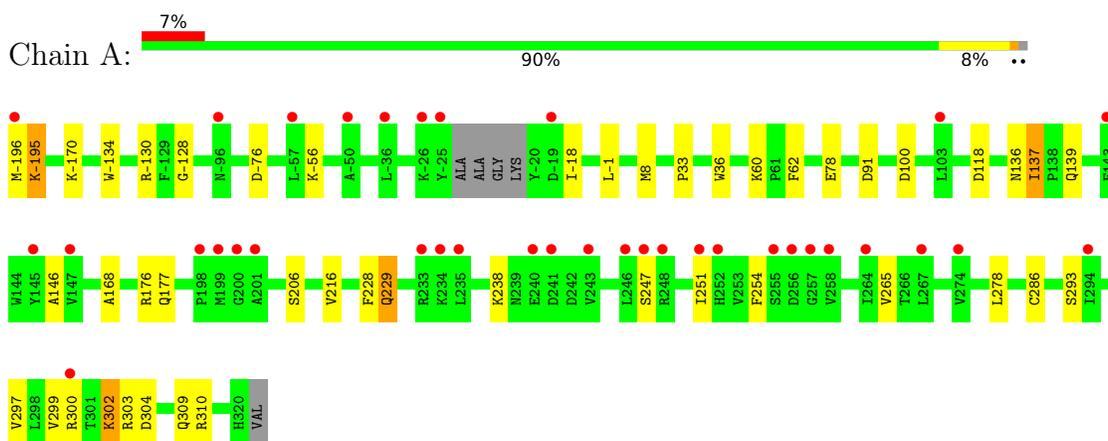 7%
Chain A:
90% 8% ••
M-196 K-195 K-170 W-134 R-130 F-129 G-128 N-96 D-76 L-57 K-56 A-50 L-36 K-26 Y-25 ALA ALA GLY LYS Y-20 D-19 I-18 L-1 M8 P33 W36 K60 P61 F62 E78 D91 D100 L103 D118 N136 I137 P138 Q139
W144 Y145 A146 V147 A168 R176 Q177 P198 M199 G200 A201 S206 V216 F228 Q229 R233 K234 L235 K238 N239 E240 D241 D242 V243 L246 S247 R248 I251 H252 V253 F254 S255 D256 G257 V258 I264 V265 T266 L267 V274 L278 C286 S293 I294
V297 L298 V299 R300 T301 K302 R303 D304 Q309 R310 H320 VAL